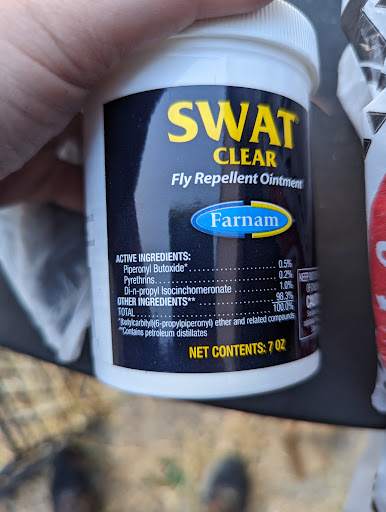 SWAT®
CLEAR
Fly Repellent Ointment
Farnam
ACTIVE INGREDIENTS:
Piperonyl Butoxide* 0.5%
Pyrethrins 0.2%
Di-n-propyl Isocinchomeronate 1.0%
OTHER INGREDIENTS** 98.3%
TOTAL 100.0%
*(butylcarbityl)(6-propylpiperonyl) ether and related compounds
**Contains petroleum distillates
NET CONTENTS: 7 OZ